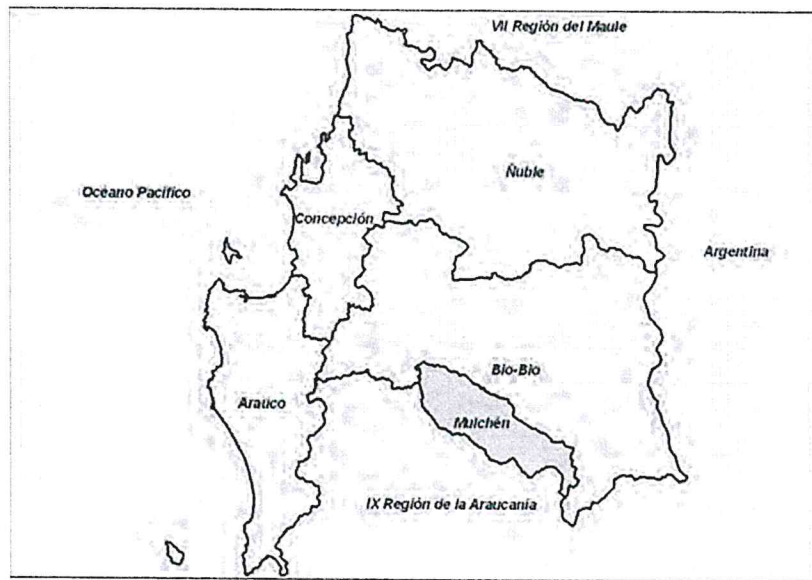 VII Región del Maule
Ñuble
Océano Pacífico
Concepción
Argentina
Bío-Bío
Arauco
Mulchén
IX Región de la Araucanía